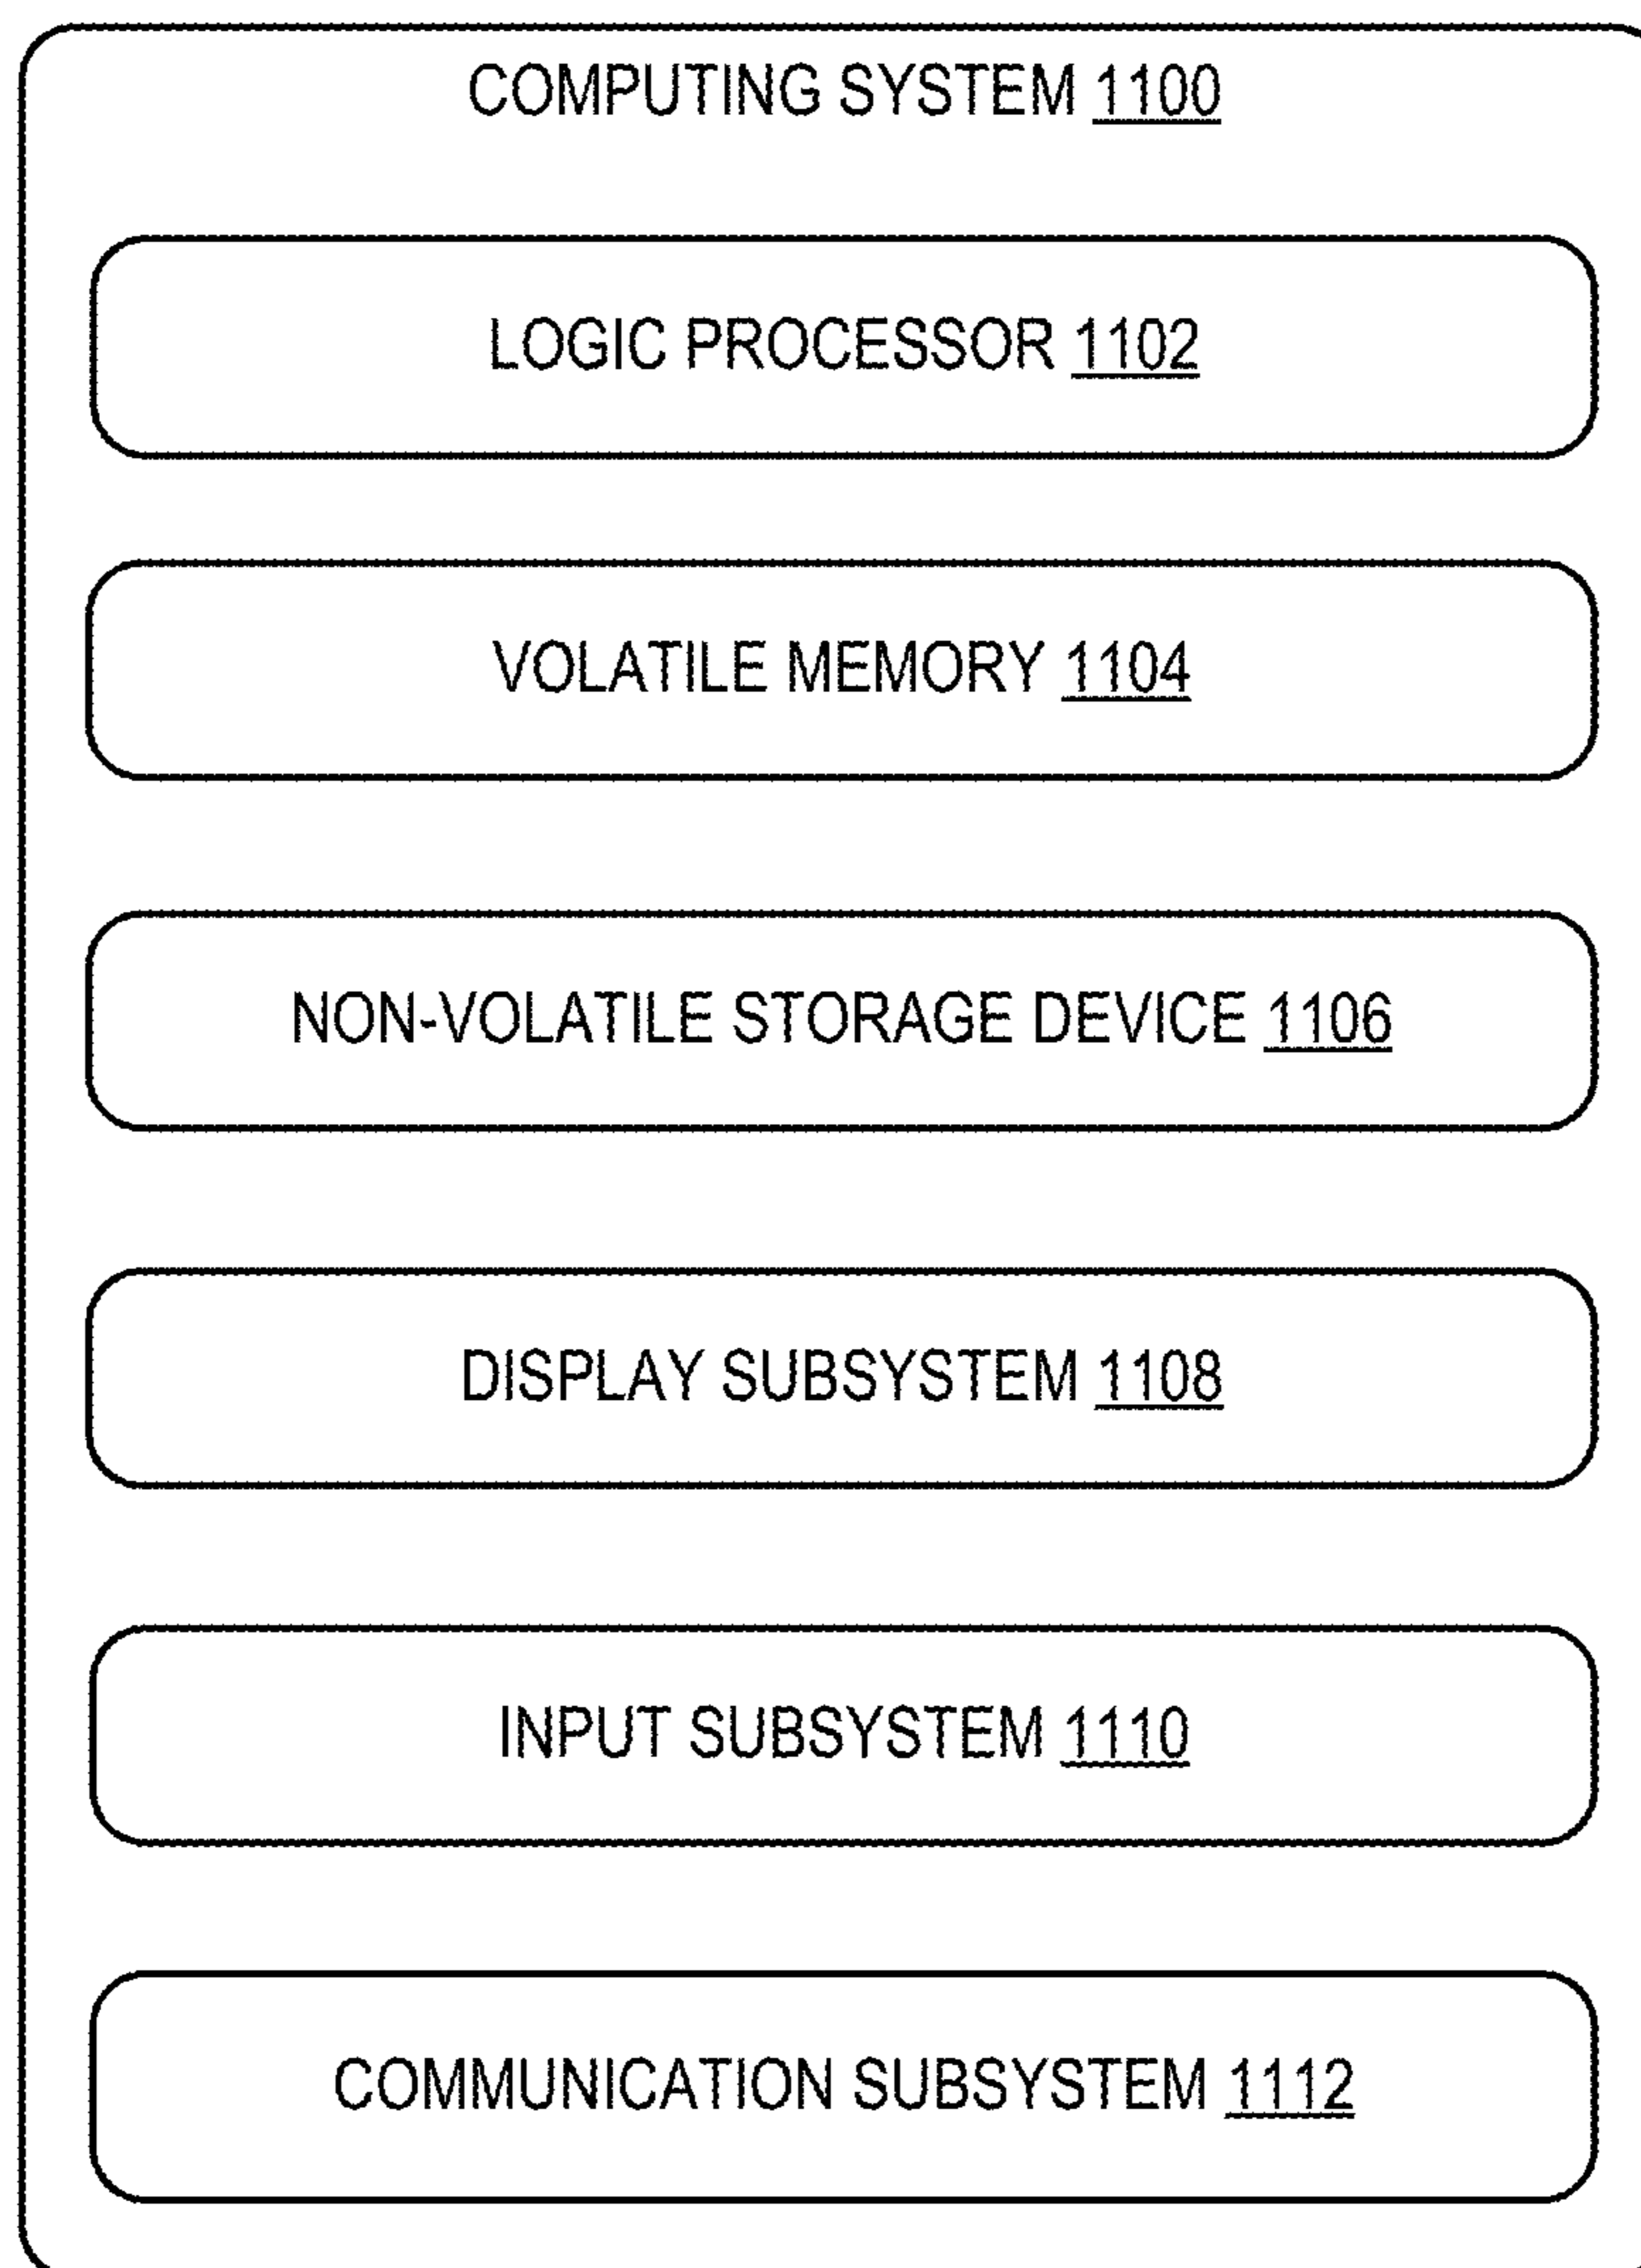 COMPUTING SYSTEM 1100
LOGIC PROCESSOR 1102
VOLATILE MEMORY 1104
NON-VOLATILE STORAGE DEVICE 1106
DISPLAY SUBSYSTEM 1108
INPUT SUBSYSTEM 1110
COMMUNICATION SUBSYSTEM 1112